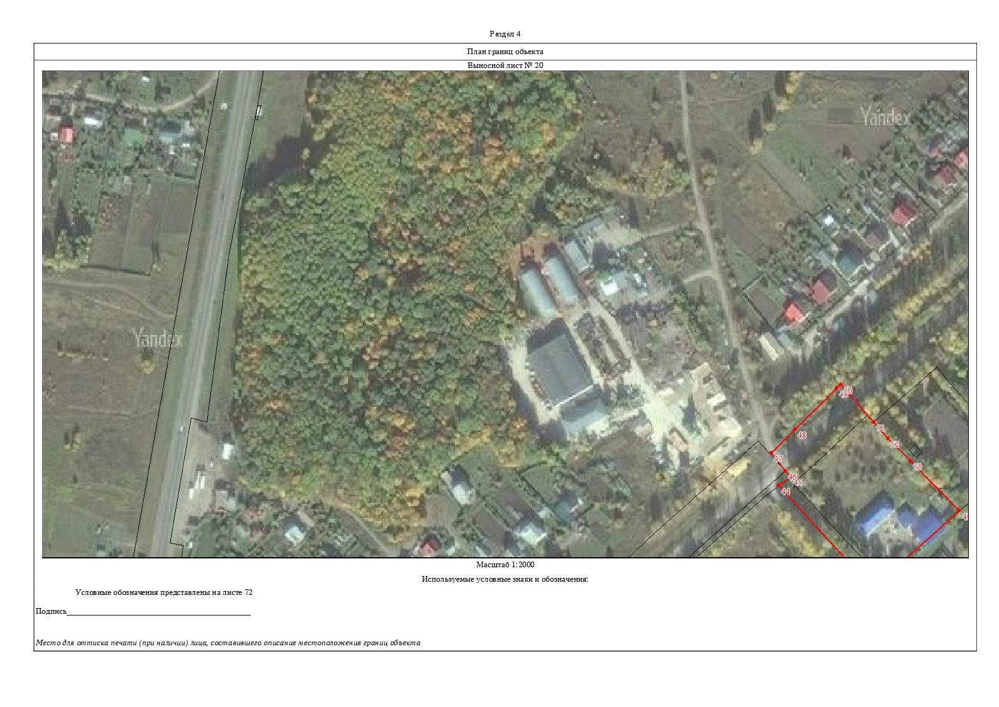 Раздел 4
План границ объекта
Выносной лист № 20
Yandex
Yandex
50
48
51
52
47
53
46
45
44
Масштаб 1:2000
Используемые условные знаки и обозначения:
Условные обозначения представлены на листе 72
Подпись
Место для оттиска печати (при наличии) лица, составившего описание местоположения границ объекта